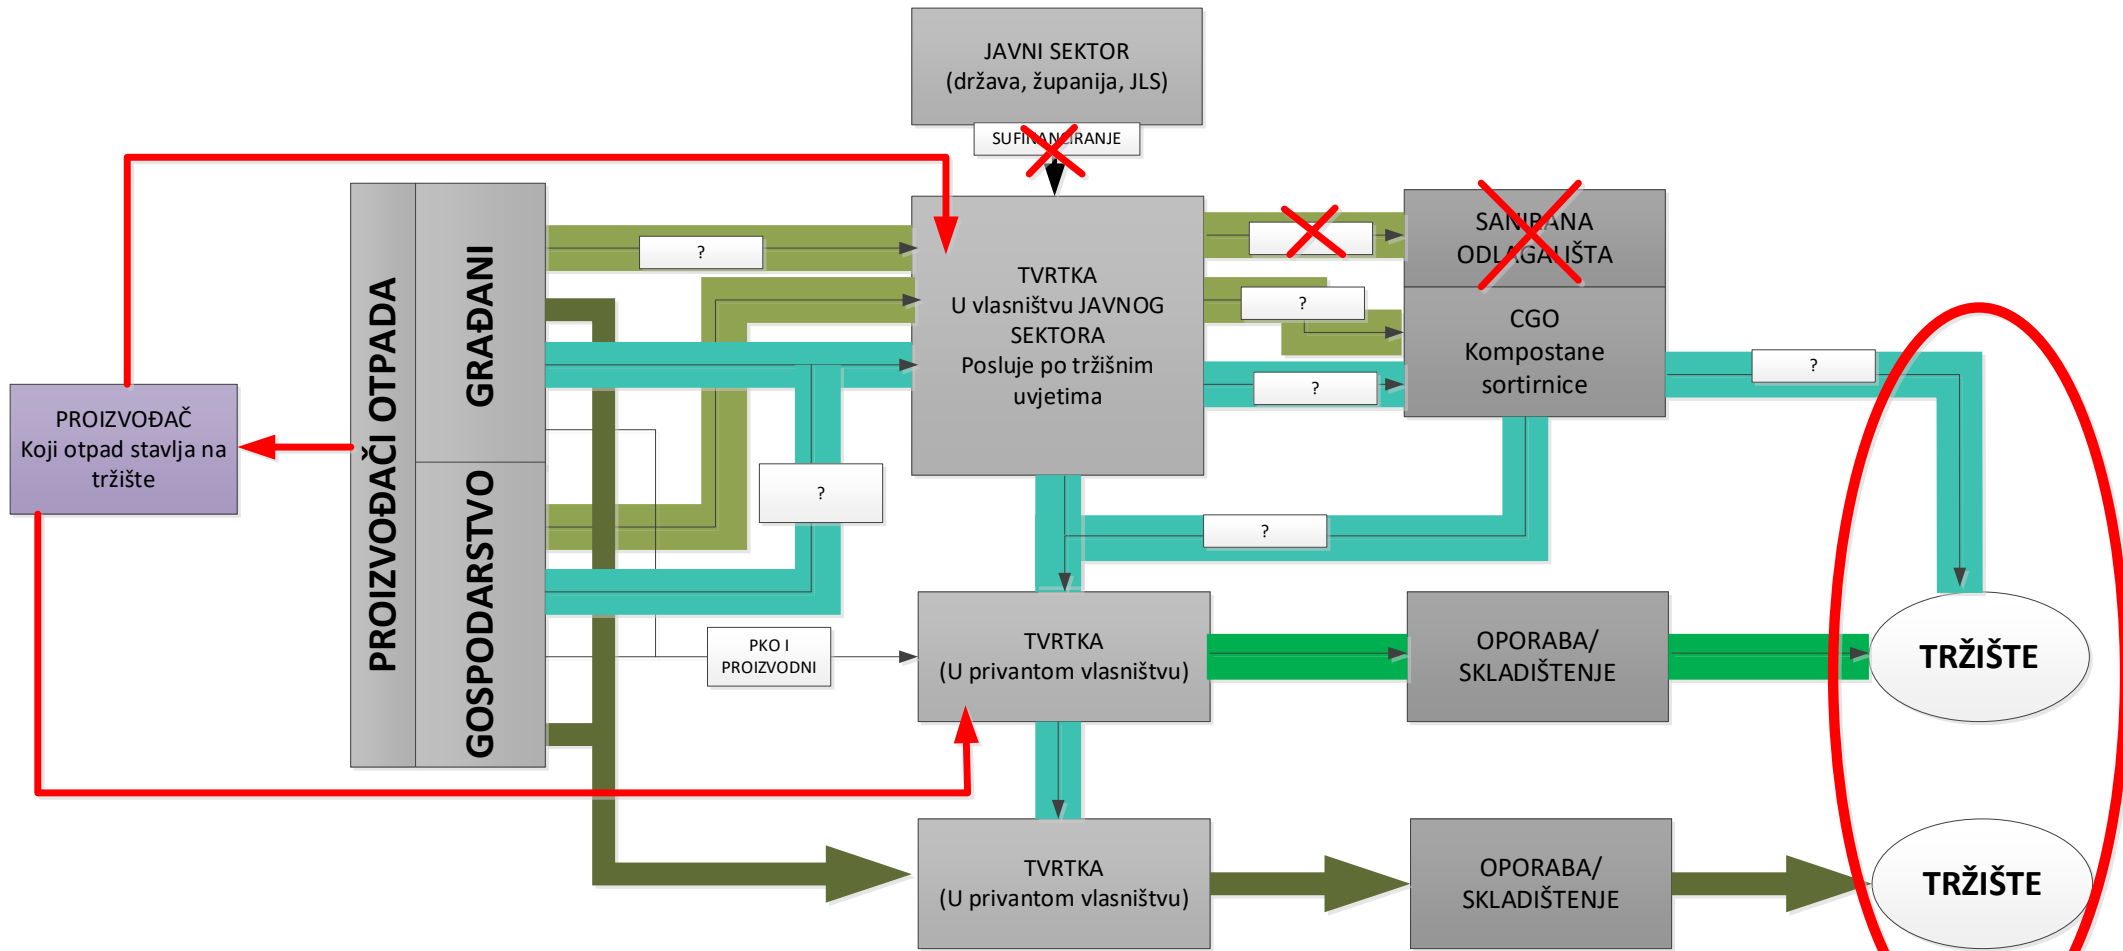 JAVNI SEKTOR
(država, županija, JLS)
SUFINANCIRANJE
PROIZVOĐAČ
Koji otpad stavlja na
tržište
PROIZVOĐAČI OTPADA
GRAĐANI
GOSPODARSTVO
?
?
PKO I
PROIZVODNI
TVRTKA
U vlasništvu JAVNOG
SEKTORA
Posluje po tržišnim
uvjetima
?
?
?
SANIRANA
ODLAGALIŠTA
CGO
Kompostane
sortirnice
?
TVRTKA
(U privantom vlasništvu)
OPORABA/
SKLADIŠTENJE
TRŽIŠTE
TVRTKA
(U privantom vlasništvu)
OPORABA/
SKLADIŠTENJE
TRŽIŠTE